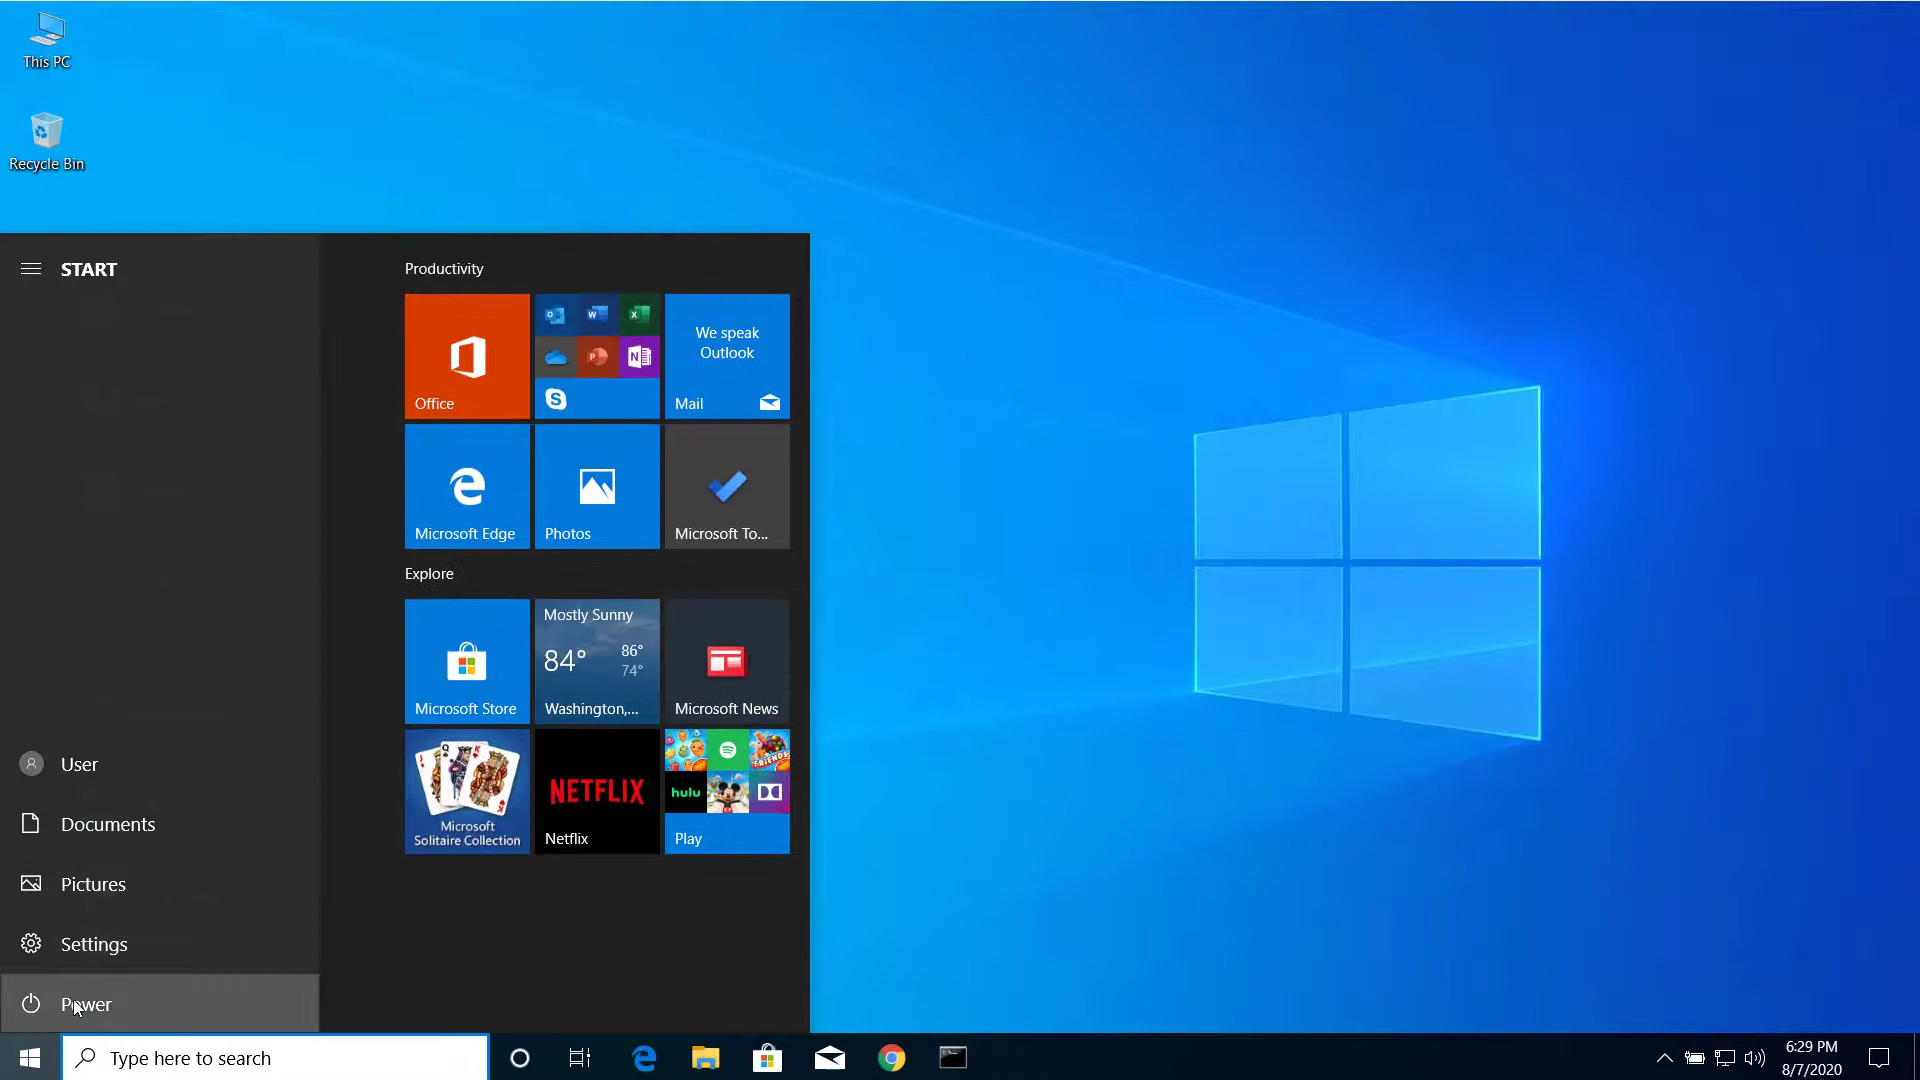 This PC
Recycle Bin
START
Productivity
Office
We speak
Outlook
Mail
Microsoft Edge
Photos
Microsoft To...
Explore
Microsoft Store
Mostly Sunny
84°
86°
74°
Washington,...
Microsoft News
Microsoft
Solitaire Collection
NETFLIX
Netflix
hulu
FRIENDS
Play
User
Documents
Pictures
Settings
Power
Type here to search
6:29 PM
8/7/2020